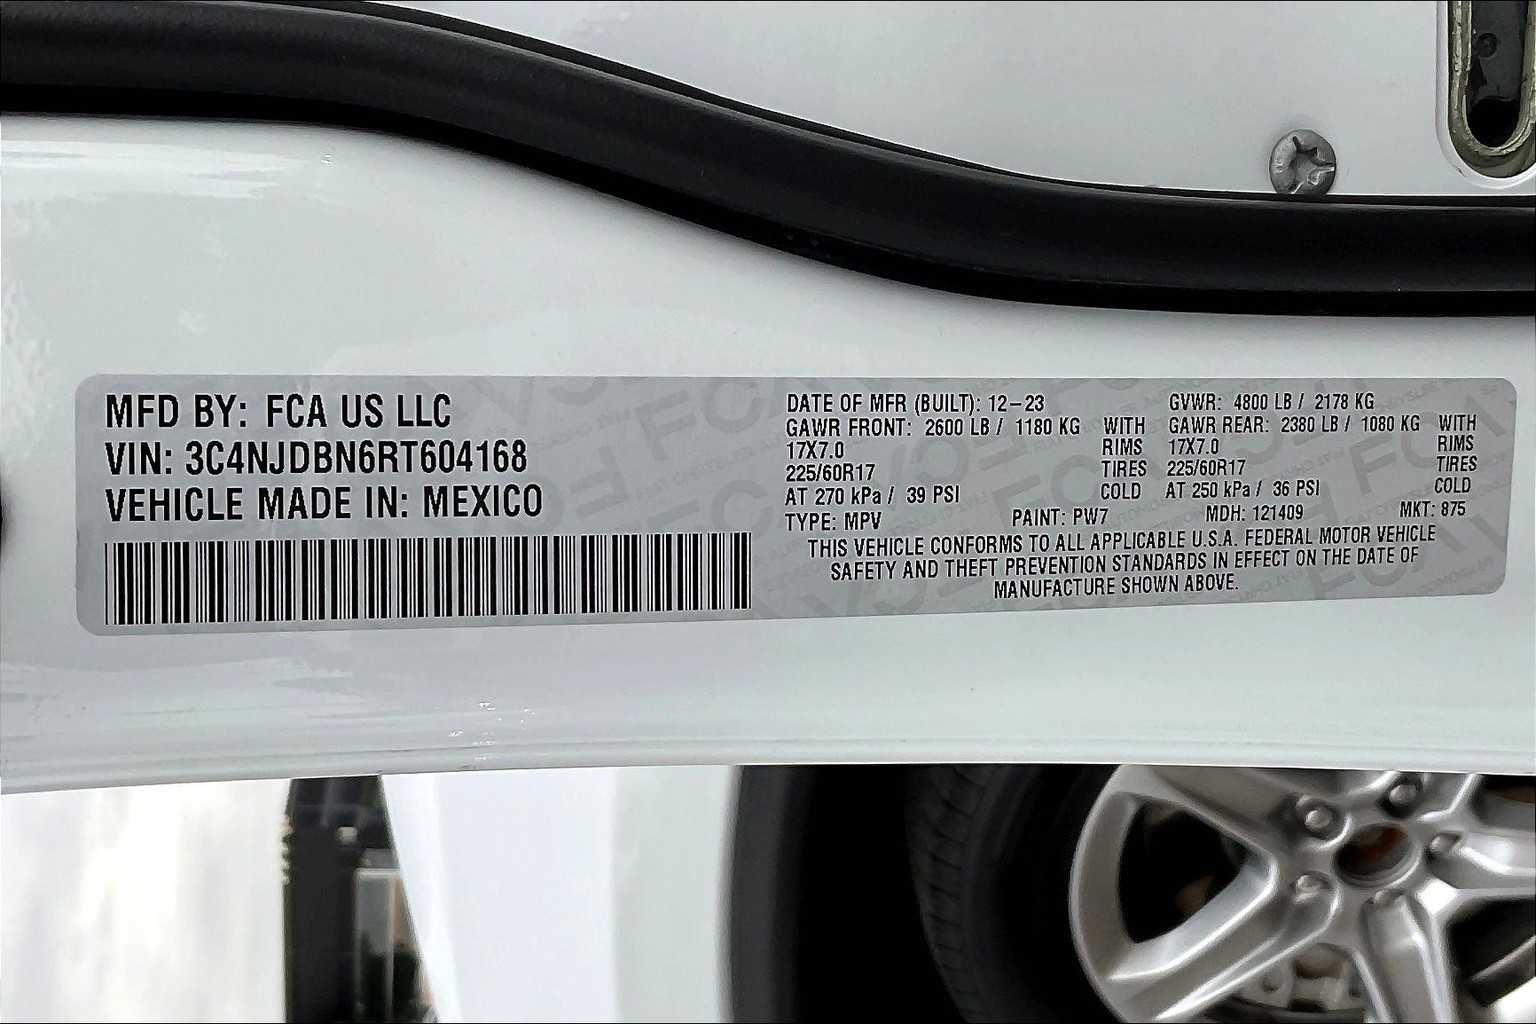 MFD BY: FCA US LLC
VIN: 3C4NJDBN6RT604168
VEHICLE MADE IN: MEXICO
DATE OF MFR (BUILT): 12-23 GVWR: 4800 LB / 2178 KG
GAWR FRONT: 2600 LB / 1180 KG WITH GAWR REAR: 2380 LB / 1080 KG WITH
17X7.0 RIMS 17X7.0 RIMS
225/60R17 TIRES 225/60R17 TIRES
AT 270 kPa / 39 PSI COLD AT 250 kPa / 36 PSI COLD
TYPE: MPV PAINT: PW7 MDH: 121409 MKT: 875
THIS VEHICLE CONFORMS TO ALL APPLICABLE U.S.A. FEDERAL MOTOR VEHICLE
SAFETY AND THEFT PREVENTION STANDARDS IN EFFECT ON THE DATE OF
MANUFACTURE SHOWN ABOVE.